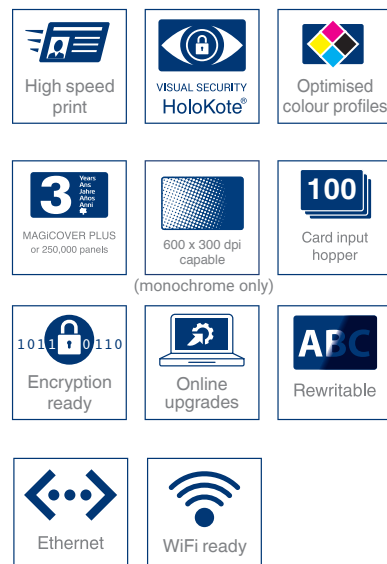 High speed
print
VISUAL SECURITY
HoloKote®
Optimised
colour profiles
3
Years
Ans
Jahre
Años
Anni
MAGiCOVER PLUS
or 250,000 panels
600 x 300 dpi
capable
(monochrome only)
100
Card input
hopper
1011 0110
Encryption
ready
Online
upgrades
ABC
Rewritable
Ethernet
WiFi ready